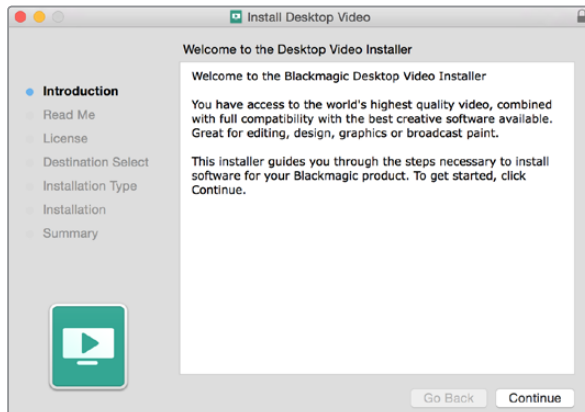 Install Desktop Video
Welcome to the Desktop Video Installer
Introduction
Read Me
License
Destination Select
Installation Type
Installation
Summary
Welcome to the Blackmagic Desktop Video Installer
You have access to the world's highest quality video, combined
with full compatibility with the best creative software available.
Great for editing, design, graphics or broadcast paint.
This installer guides you through the steps necessary to install
software for your Blackmagic product. To get started, click
Continue.
Go Back
Continue